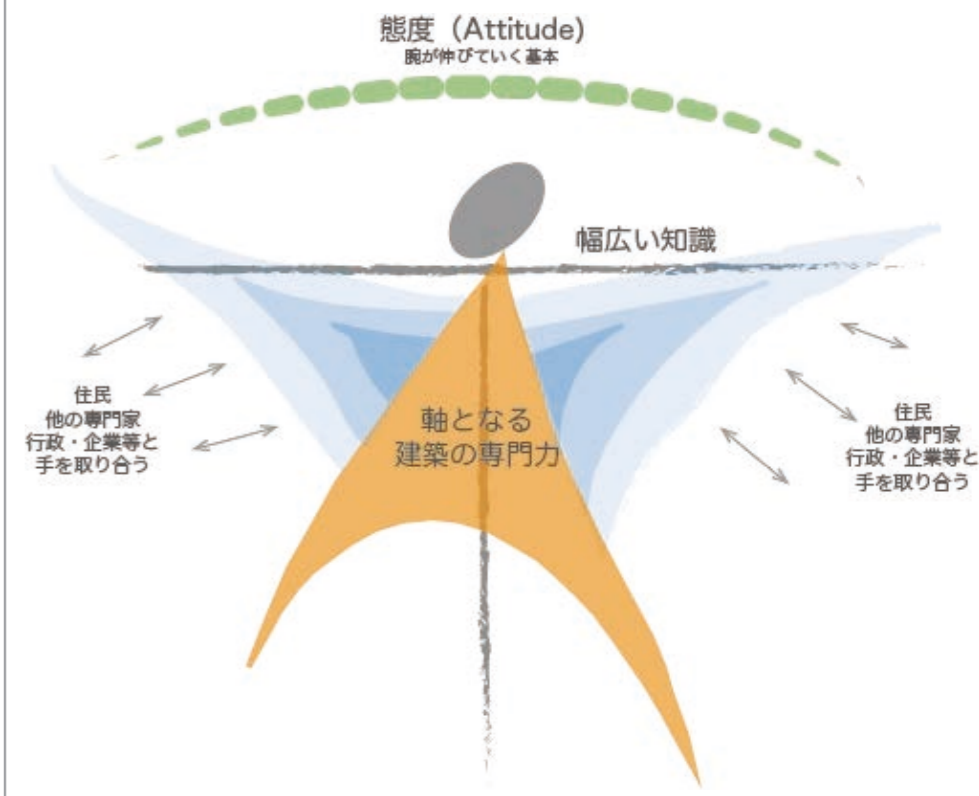 態度（Attitude)
腕が伸びていく基本
幅広い知識
軸となる
建築の専門力
住民
他の専門家
行政・企業等と
手を取り合う
住民
他の専門家
行政・企業等と
手を取り合う